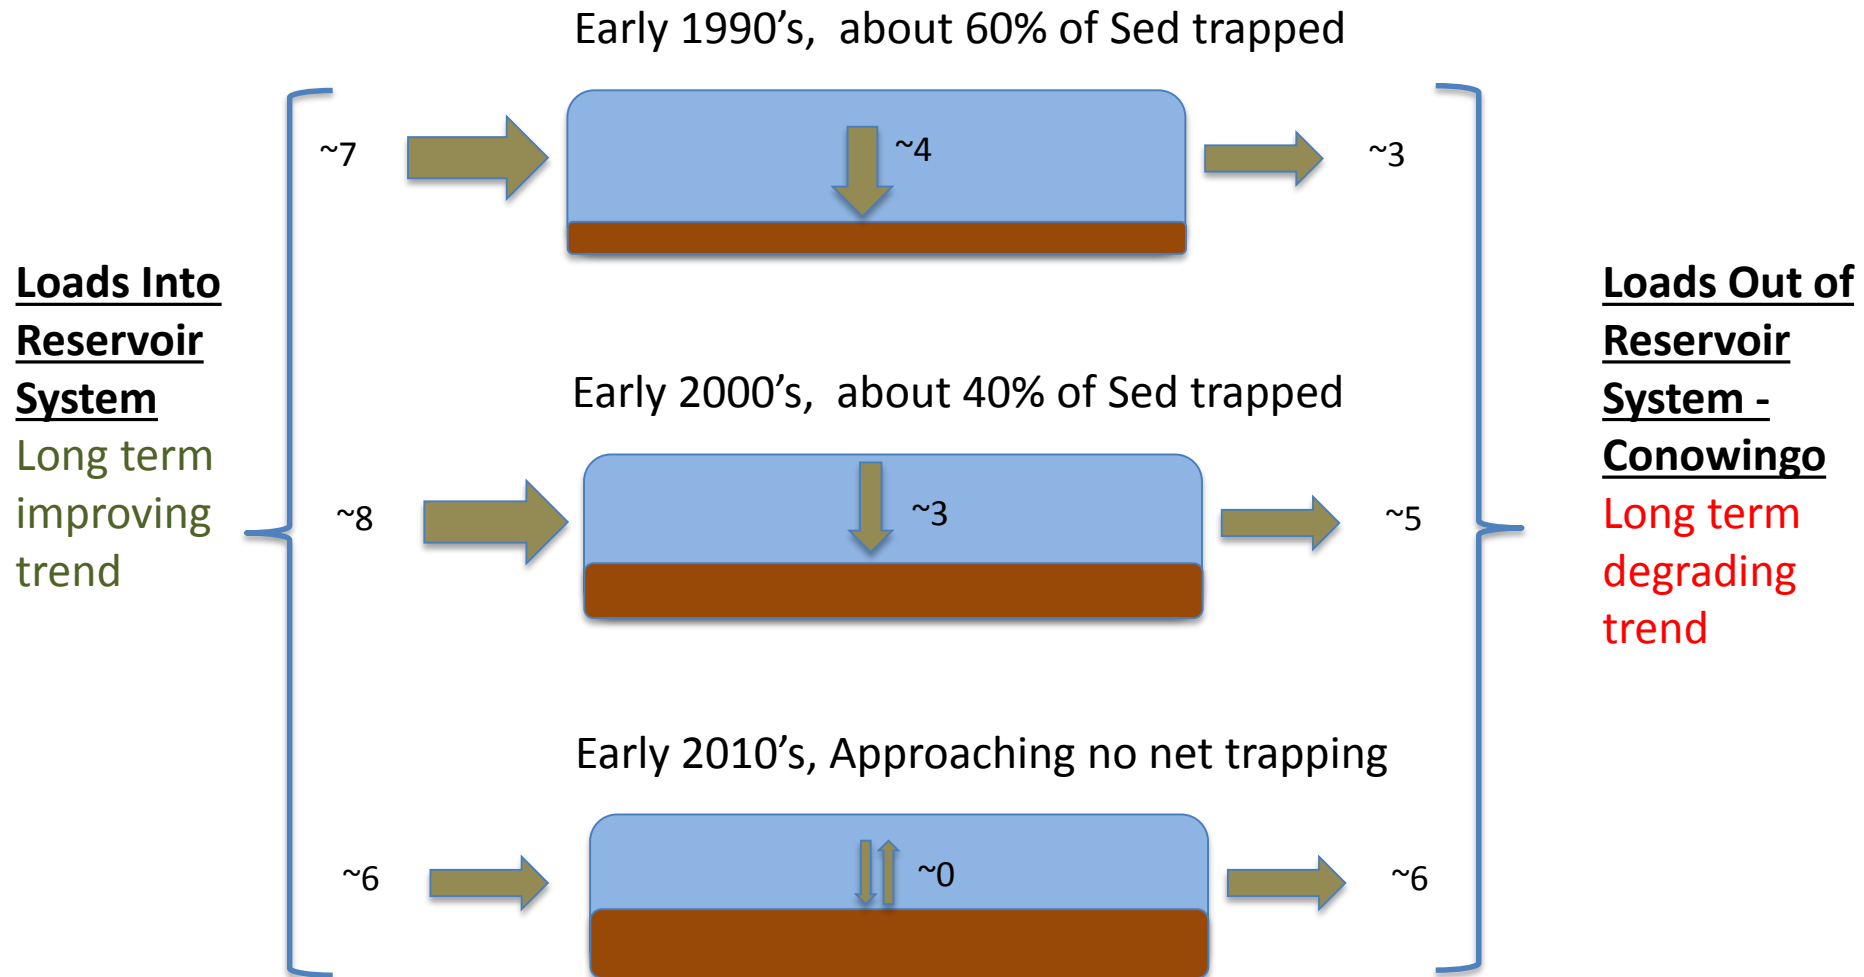 Early 1990’s,  about 60% of Sed trapped
~7
~4
~3
Loads Into
Reservoir
System
Long term
improving
trend
Loads Out of
Reservoir
System -
Conowingo
Long term
degrading
trend
Early 2000’s,  about 40% of Sed trapped
~8
~3
~5
Early 2010’s, Approaching no net trapping
~6
~0
~6